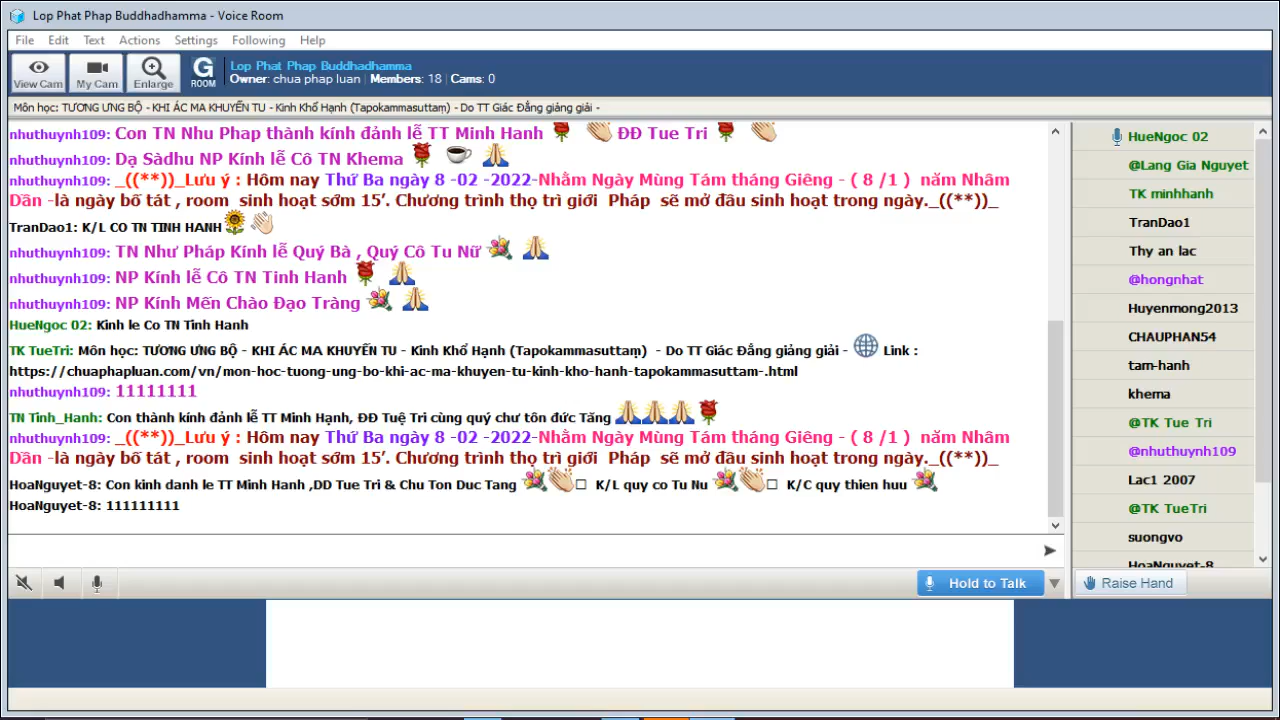 Lop Phat Phap Buddhadhamma - Voice Room
File Edit Text Actions Settings Following Help
View Cam My Cam Enlarge G ROOM
Lop Phat Phap Buddhadhamma
Owner: chua phap luan Members: 18 Cams: 0
Môn học: TƯƠNG ƯNG BỘ - KHI ÁC MA KHUYẾN TU - Kinh Khổ Hạnh (Tapokammasuttaṃ) - Do TT Giác Đẳng giảng giải -
nhuthuynh109: Con TN Nhu Phap thành kính đảnh lễ TT Minh Hanh ĐĐ Tue Tri
nhuthuynh109: Dạ Sàdhu NP Kính lễ Cô TN Khema
nhuthuynh109: _((**))_Lưu ý : Hôm nay Thứ Ba ngày 8 -02 -2022-Nhằm Ngày Mùng Tám tháng Giêng - ( 8 /1 ) năm Nhâm
Dần -là ngày bố tát , room sinh hoạt sớm 15’. Chương trình thọ trì giới Pháp sẽ mở đầu sinh hoạt trong ngày._((**))_
TranDao1: K/L CO TN TINH HANH
nhuthuynh109: TN Như Pháp Kính lễ Quý Bà , Quý Cô Tu Nữ
nhuthuynh109: NP Kính lễ Cô TN Tinh Hanh
nhuthuynh109: NP Kính Mến Chào Đạo Tràng
HueNgoc 02: Kinh le Co TN Tinh Hanh
TK TueTri: Môn học: TƯƠNG ƯNG BỘ - KHI ÁC MA KHUYẾN TU - Kinh Khổ Hạnh (Tapokammasuttaṃ) - Do TT Giác Đẳng giảng giải - Link :
https://chuaphapluan.com/vn/mon-hoc-tuong-ung-bo-khi-ac-ma-khuyen-tu-kinh-kho-hanh-tapokammasuttam-.html
nhuthuynh109: 11111111
TN Tinh_Hanh: Con thành kính đảnh lễ TT Minh Hạnh, ĐĐ Tuệ Tri cùng quý chư tôn đức Tăng
nhuthuynh109: _((**))_Lưu ý : Hôm nay Thứ Ba ngày 8 -02 -2022-Nhằm Ngày Mùng Tám tháng Giêng - ( 8 /1 ) năm Nhâm
Dần -là ngày bố tát , room sinh hoạt sớm 15’. Chương trình thọ trì giới Pháp sẽ mở đầu sinh hoạt trong ngày._((**))_
HoaNguyet-8: Con kinh danh le TT Minh Hanh ,DD Tue Tri & Chu Ton Duc Tang K/L quy co Tu Nu K/C quy thien huu
HoaNguyet-8: 111111111
HueNgoc 02
@Lang Gia Nguyet
TK minhhanh
TranDao1
Thy an lac
@hongnhat
Huyenmong2013
CHAUPHAN54
tam-hanh
khema
@TK Tue Tri
@nhuthuynh109
Lac1 2007
@TK TueTri
suongvo
HoaNguyet-8
Hold to Talk
Raise Hand